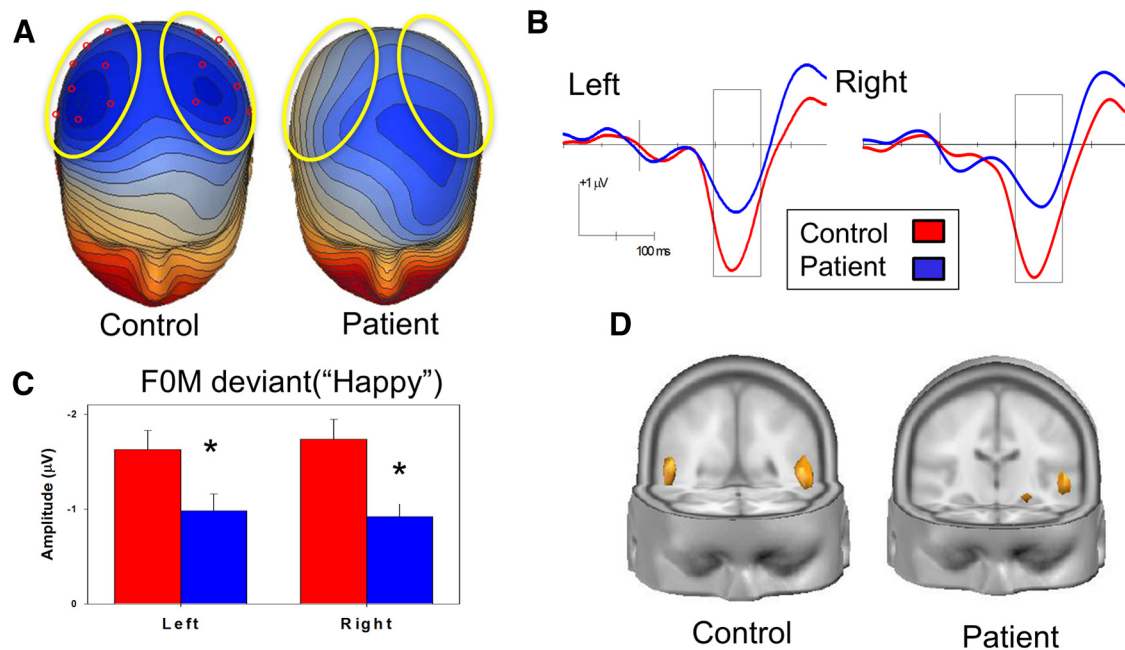 A
Control
Patient
B
Left
Right
+1 µV
100 ms
Control
Patient
C
F0M deviant(“Happy”)
Amplitude (µV)
-2
-1
0
*
*
Left
Right
D
Control
Patient